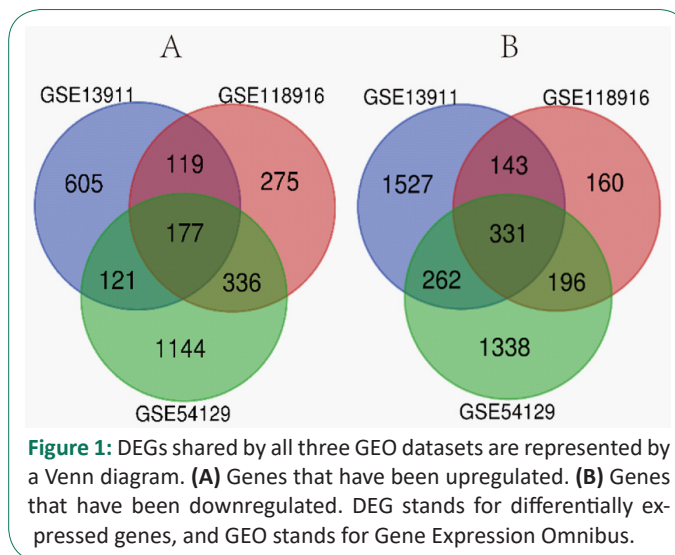 A
B
GSE13911
GSE118916
GSE13911
GSE118916
605
119
275
177
121
336
1144
GSE54129
1527
143
160
331
262
196
1338
GSE54129
Figure 1: DEGs shared by all three GEO datasets are represented by
a Venn diagram. (A) Genes that have been upregulated. (B) Genes
that have been downregulated. DEG stands for differentially ex-
pressed genes, and GEO stands for Gene Expression Omnibus.